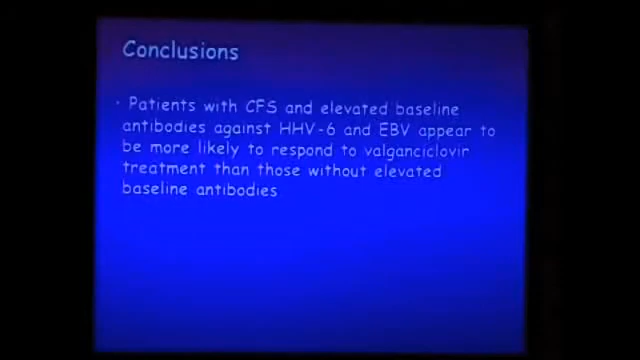 Conclusions
• Patients with CFS and elevated baseline
antibodies against HHV-6 and EBV appear to
be more likely to respond to valganciclovir
treatment than those without elevated
baseline antibodies